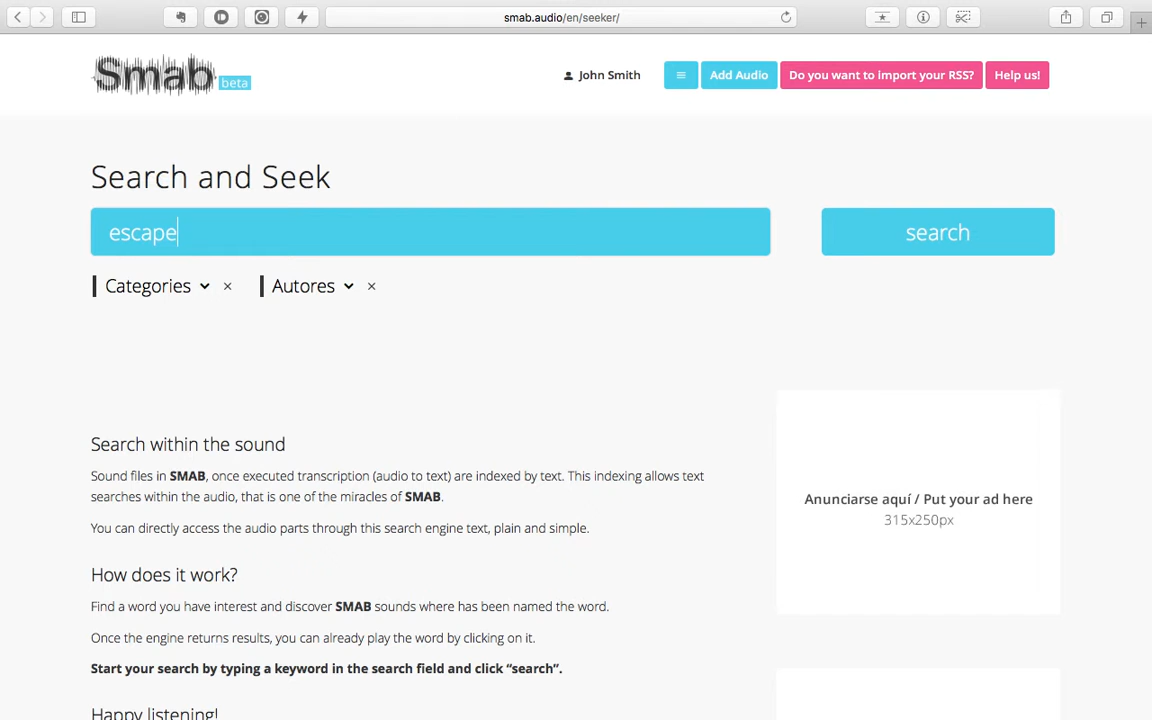 smab.audio/en/seeker/
Smab beta
John Smith
Add Audio
Do you want to import your RSS?
Help us!
Search and Seek
escape
search
Categories
Autores
Search within the sound
Sound files in SMAB, once executed transcription (audio to text) are indexed by text. This indexing allows text
searches within the audio, that is one of the miracles of SMAB.
You can directly access the audio parts through this search engine text, plain and simple.
Anunciarse aquí / Put your ad here
315x250px
How does it work?
Find a word you have interest and discover SMAB sounds where has been named the word.
Once the engine returns results, you can already play the word by clicking on it.
Start your search by typing a keyword in the search field and click “search”.
Happy listening!